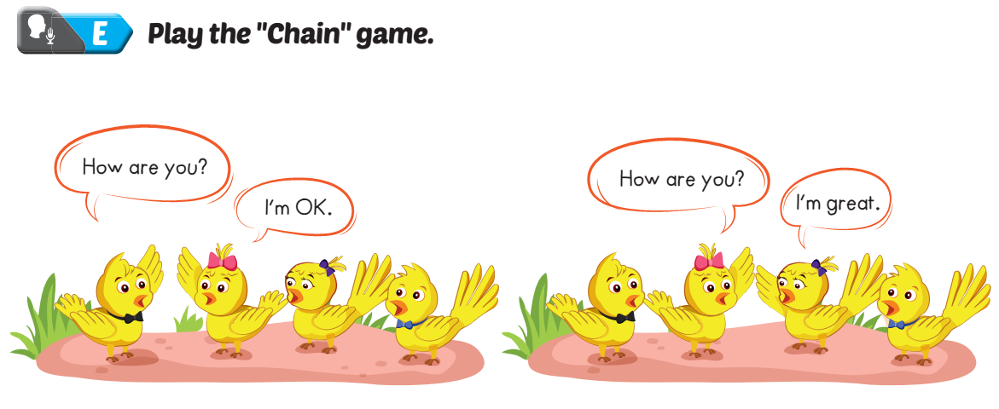 E Play the "Chain" game.
How are you?
I'm OK.
How are you?
I'm great.